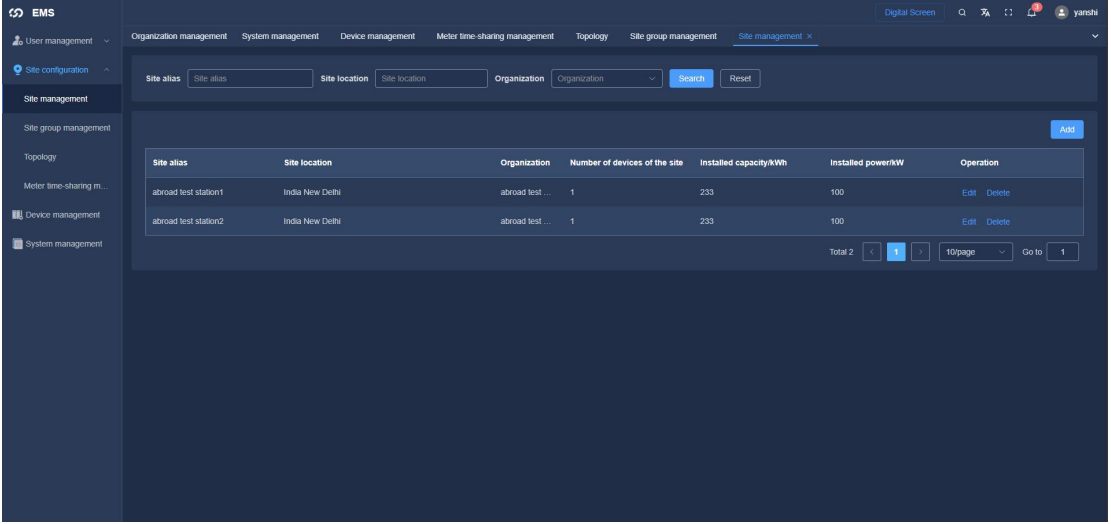 EMS
Digital Screen 3 yanshi
User management
Organization management System management Device management Meter time-sharing management Topology Site group management Site management ×
Site configuration
Site management
Site group management
Topology
Meter time-sharing m...
Device management
System management
Site alias Site alias Site location Site location Organization Organization Search Reset
Add
Site alias Site location Organization Number of devices of the site Installed capacity/kWh Installed power/kW Operation
abroad test station1 India New Delhi abroad test ... 1 233 100 Edit Delete
abroad test station2 India New Delhi abroad test ... 1 233 100 Edit Delete
Total 2 < 1 > 10/page Go to 1